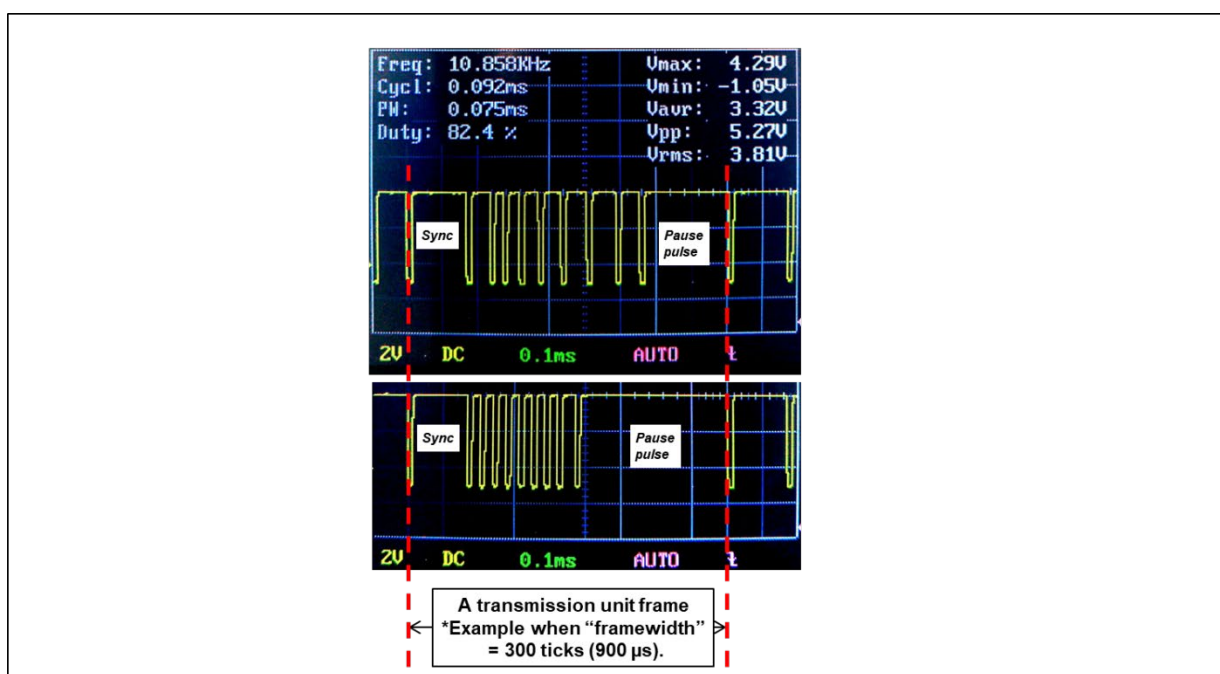 Freq: 10.858KHz Vmax: 4.29V
Cycl: 0.092ms Vmin: -1.05V
PW: 0.075ms Vavr: 3.32V
Duty: 82.4 % Vpp: 5.27V
Vrms: 3.81V
Sync
Pause
pulse
2V DC 0.1ms AUTO
Sync
Pause
pulse
2V DC 0.1ms AUTO
A transmission unit frame
*Example when “framewidth”
= 300 ticks (900 µs).